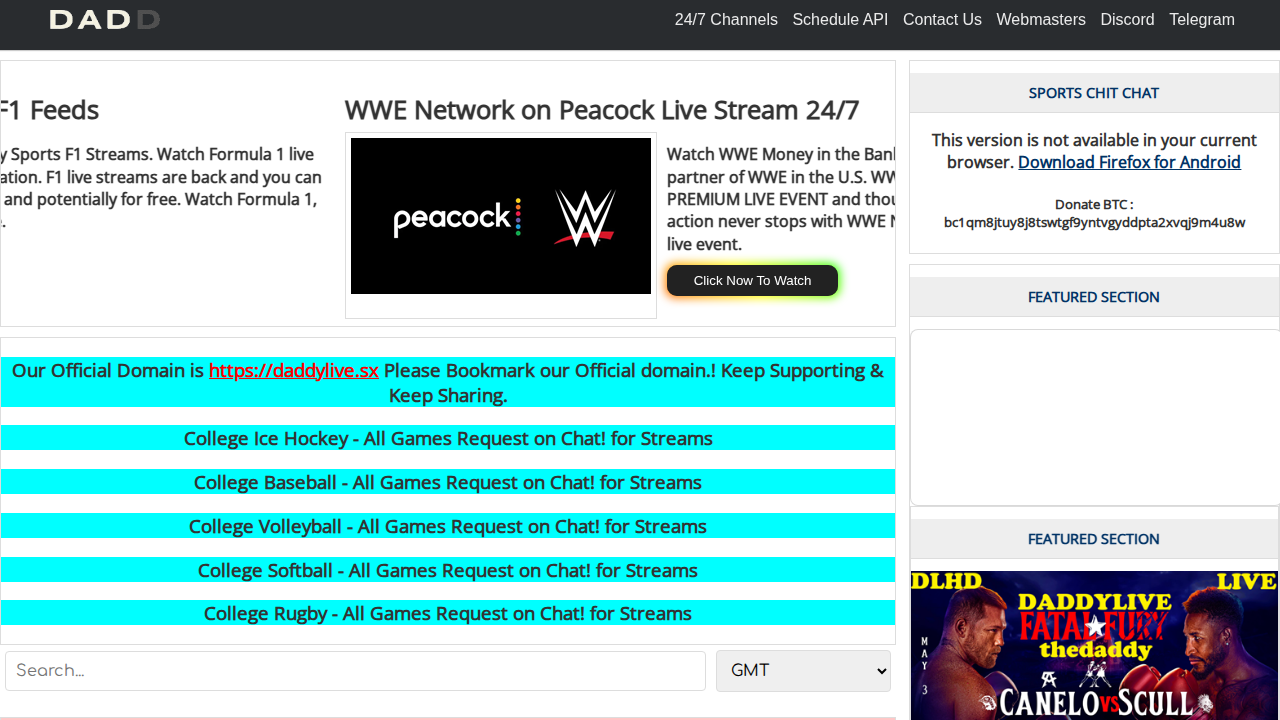 DADD
24/7 Channels Schedule API Contact Us Webmasters Discord Telegram
F1 Feeds
y Sports F1 Streams. Watch Formula 1 live
ation. F1 live streams are back and you can
and potentially for free. Watch Formula 1,
WWE Network on Peacock Live Stream 24/7
peacock
W
Watch WWE Money in the Bank
partner of WWE in the U.S. WW
PREMIUM LIVE EVENT and thou
action never stops with WWE N
live event.
Click Now To Watch
Our Official Domain is https://daddylive.sx Please Bookmark our Official domain.! Keep Supporting &
Keep Sharing.
College Ice Hockey - All Games Request on Chat! for Streams
College Baseball - All Games Request on Chat! for Streams
College Volleyball - All Games Request on Chat! for Streams
College Softball - All Games Request on Chat! for Streams
College Rugby - All Games Request on Chat! for Streams
Search...
GMT
SPORTS CHIT CHAT
This version is not available in your current
browser. Download Firefox for Android
Donate BTC :
bc1qm8jtuy8j8tswtgf9yntvgyddpta2xvqj9m4u8w
FEATURED SECTION
FEATURED SECTION
DLHD LIVE
DADDYLIVE
FATAL FURY
thedaddy
MAY 3
CANELO VS SCULL